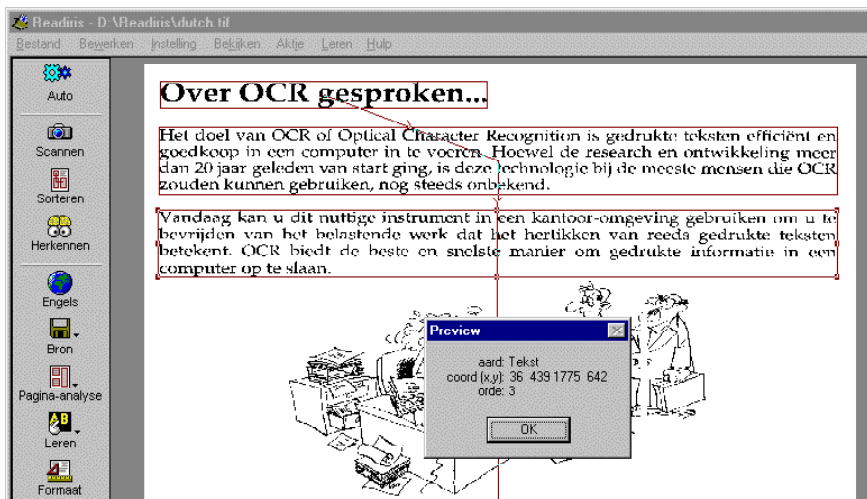 Readiris - D:\Readiris\dutch.tif
Bestand Bewerken Instelling Bekijken Aktje Leren Hulp
Auto
Scannen
Sorteren
Herkennen
Engels
Bron
Pagina-analyse
Leren
Formaat
Over OCR gesproken...
Het doel van OCR of Optical Character Recognition is gedrukte teksten efficiënt en
goedkoop in een computer in te voeren. Hoewel de research en ontwikkeling meer
dan 20 jaar geleden van start ging, is deze technologie bij de meeste mensen die OCR
zouden kunnen gebruiken, nog steeds onbekend.
Vandaag kan u dit nuttige instrument in een kantoor-omgeving gebruiken om u te
bevrijden van het belastende werk dat het hertikken van reeds gedrukte teksten
betekent. OCR biedt de beste en snelste manier om gedrukte informatie in een
computer op te slaan.
Preview
aard: Tekst
coord (x,y): 36 439 1775 642
orde: 3
OK